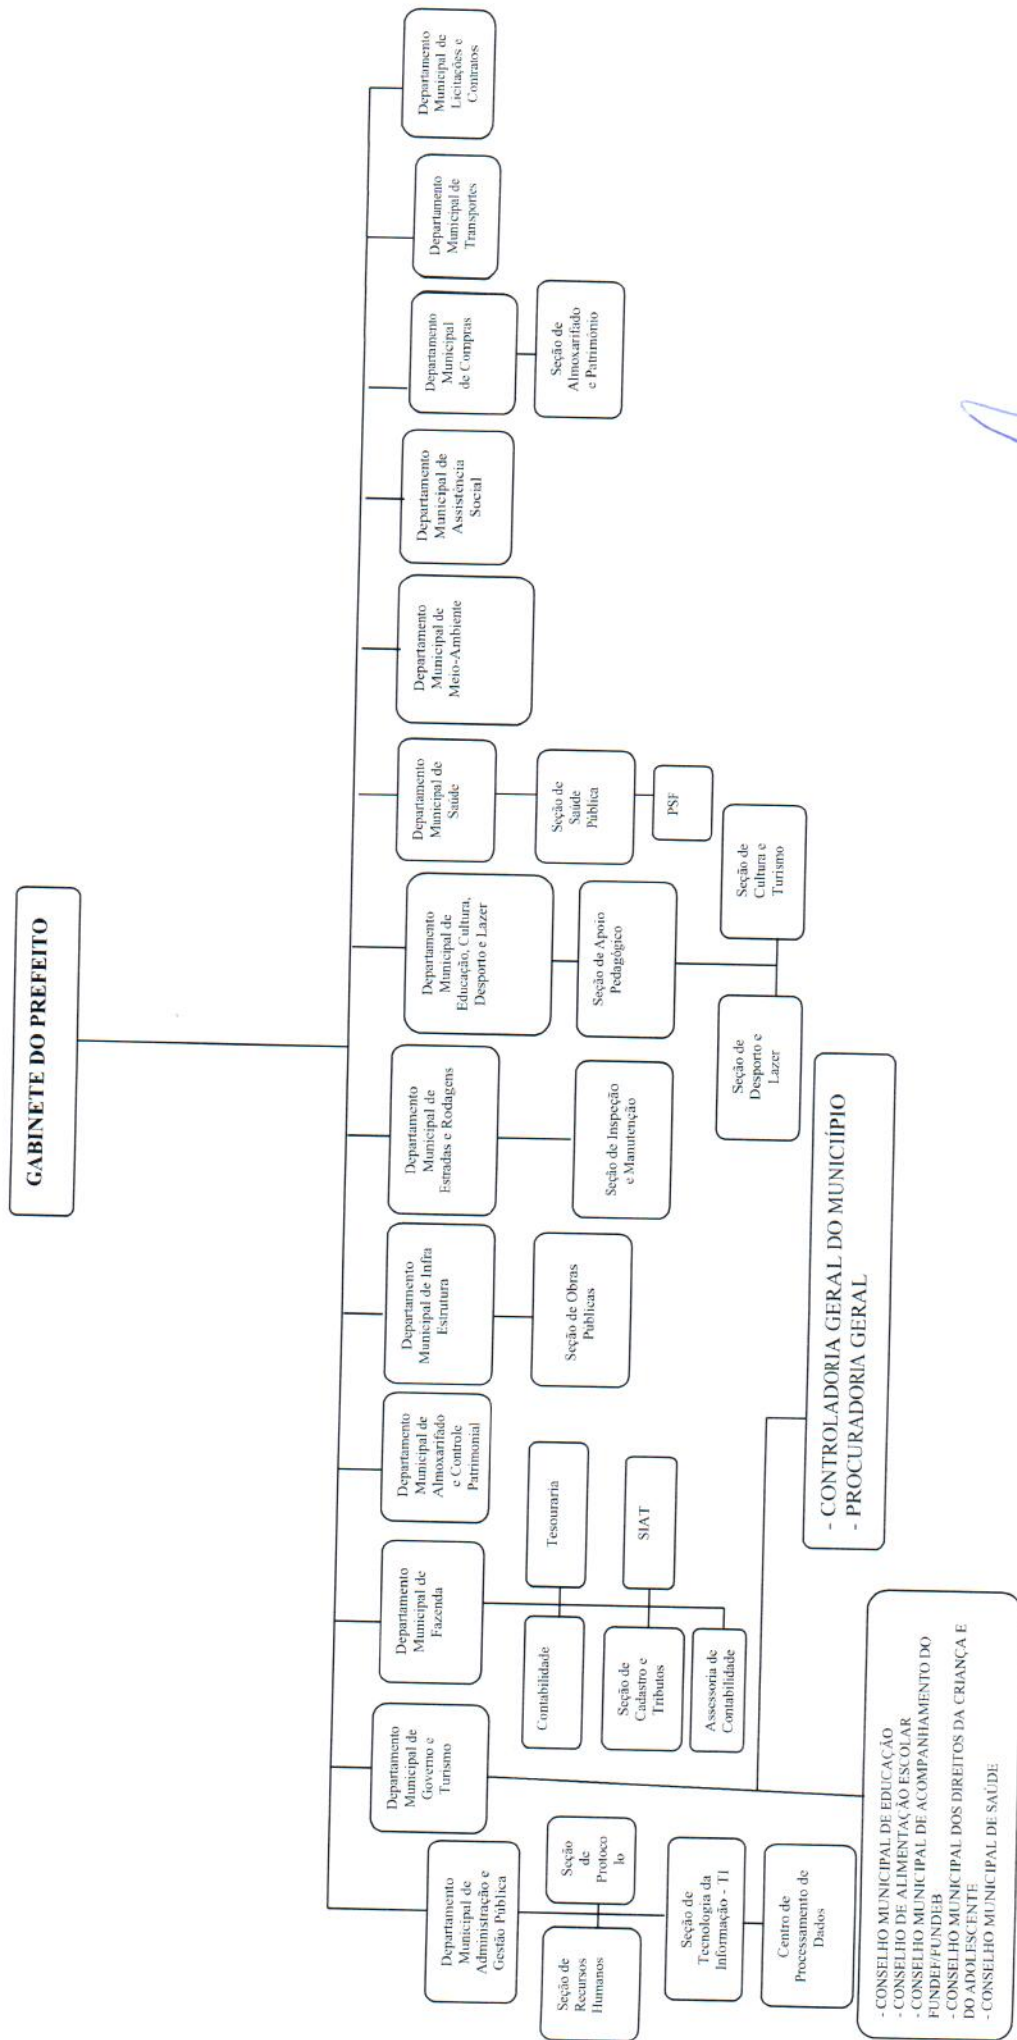 GABINETE DO PREFEITO
Departamento
Municipal de
Administração e
Gestão Pública
Departamento
Municipal de
Governo e
Turismo
Departamento
Municipal de
Fazenda
Departamento
Municipal de
Almoxarifado
e Controle
Patrimonial
Departamento
Municipal de Infra
Estrutura
Departamento
Municipal de
Estradas e Rodagens
Departamento
Municipal de
Educação, Cultura,
Desporto e Lazer
Departamento
Municipal de
Saúde
Departamento
Municipal de
Meio-Ambiente
Departamento
Municipal de
Assistência
Social
Departamento
Municipal
de Compras
Departamento
Municipal de
Transportes
Departamento
Municipal de
Licitações e
Contratos
Seção de
Recursos
Humanos
Seção
de
Protoco
lo
Seção de
Tecnologia da
Informação - TI
Centro de
Processamento de
Dados
Contabilidade
Tesouraria
Seção de
Cadastro e
Tributos
SIAT
Assessoria de
Contabilidade
Seção de Obras
Públicas
Seção de Inspeção
e Manutenção
Seção de Apoio
Pedagógico
Seção de
Desporto e
Lazer
Seção de
Cultura e
Turismo
Seção de
Saúde
Pública
PSF
Seção de
Almoxarifado
e Patrimônio
- CONTROLADORIA GERAL DO MUNICÍPIO
- PROCURADORIA GERAL
- CONSELHO MUNICIPAL DE EDUCAÇÃO
- CONSELHO DE ALIMENTAÇÃO ESCOLAR
- CONSELHO MUNICIPAL DE ACOMPANHAMENTO DO
FUNDEF/FUNDEB
- CONSELHO MUNICIPAL DOS DIREITOS DA CRIANÇA E
DO ADOLESCENTE
- CONSELHO MUNICIPAL DE SAÚDE